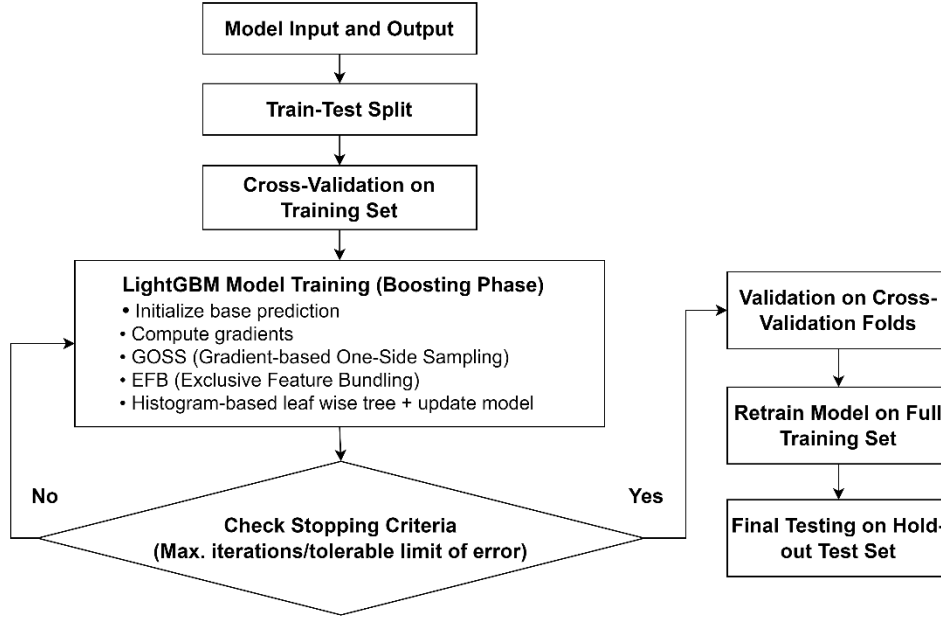 Model Input and Output
Train-Test Split
Cross-Validation on
Training Set
LightGBM Model Training (Boosting Phase)
• Initialize base prediction
• Compute gradients
• GOSS (Gradient-based One-Side Sampling)
• EFB (Exclusive Feature Bundling)
• Histogram-based leaf wise tree + update model
No
Yes
Check Stopping Criteria
(Max. iterations/tolerable limit of error)
Validation on Cross-
Validation Folds
Retrain Model on Full
Training Set
Final Testing on Hold-
out Test Set